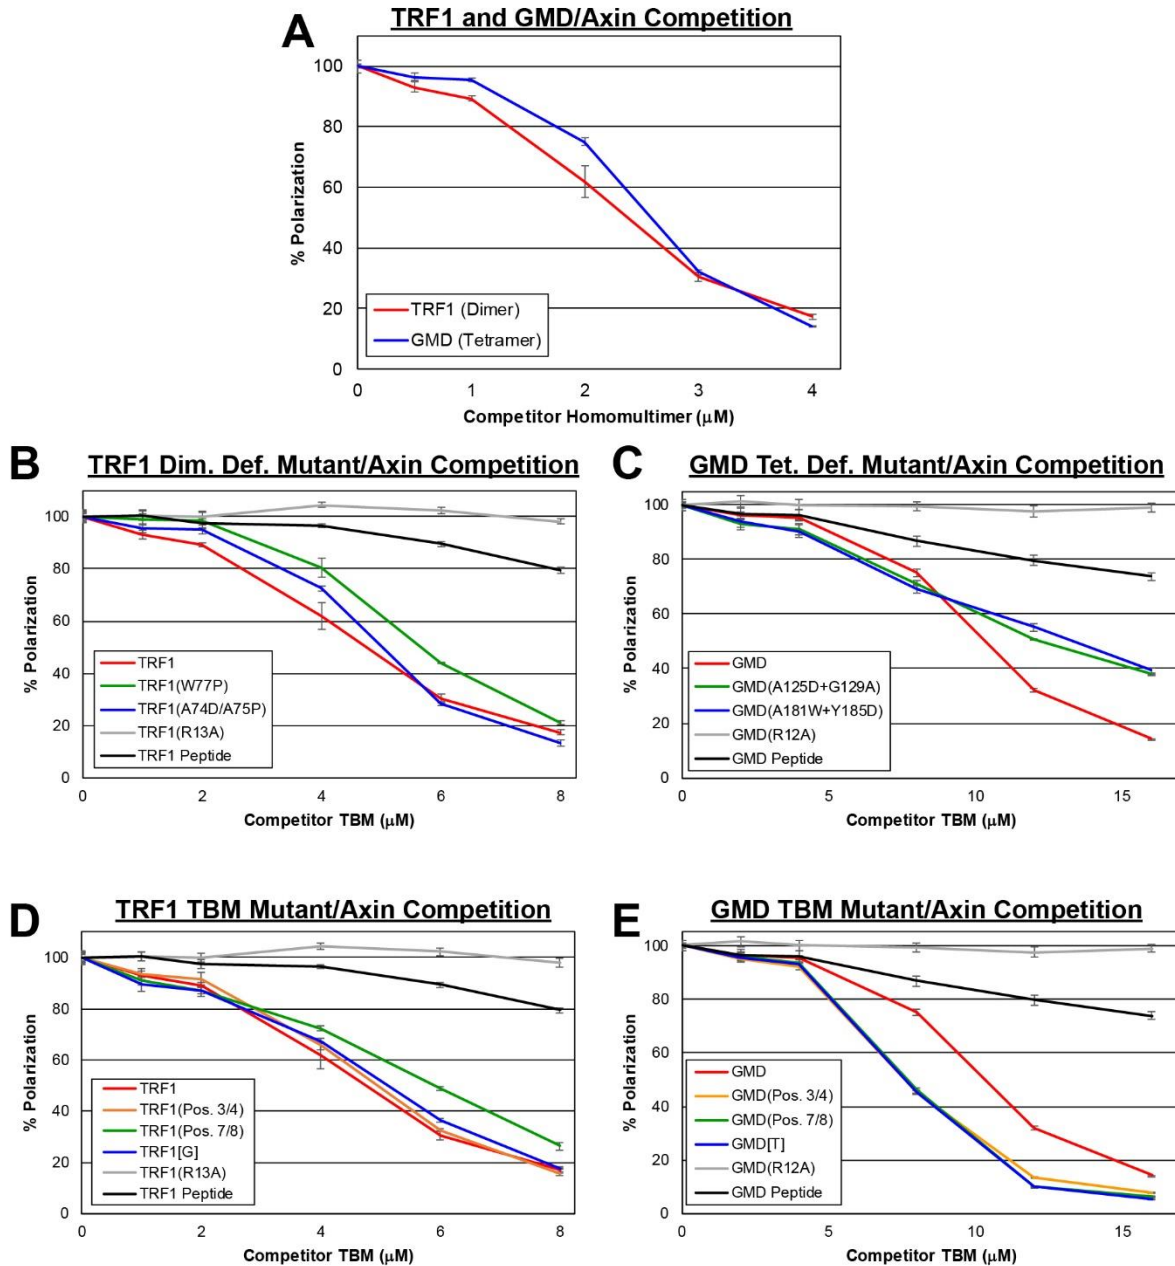 A
TRF1 and GMD/Axin Competition
% Polarization
100
80
60
40
20
0
TRF1 (Dimer)
GMD (Tetramer)
0 1 2 3 4
Competitor Homomultimer (μM)
B
TRF1 Dim. Def. Mutant/Axin Competition
% Polarization
100
80
60
40
20
0
TRF1
TRF1(W77P)
TRF1(A74D/A75P)
TRF1(R13A)
TRF1 Peptide
0 2 4 6 8
Competitor TBM (μM)
C
GMD Tet. Def. Mutant/Axin Competition
% Polarization
100
80
60
40
20
0
GMD
GMD(A125D+G129A)
GMD(A181W+Y185D)
GMD(R12A)
GMD Peptide
0 5 10 15
Competitor TBM (μM)
D
TRF1 TBM Mutant/Axin Competition
% Polarization
100
80
60
40
20
0
TRF1
TRF1(Pos. 3/4)
TRF1(Pos. 7/8)
TRF1[G]
TRF1(R13A)
TRF1 Peptide
0 2 4 6 8
Competitor TBM (μM)
E
GMD TBM Mutant/Axin Competition
% Polarization
100
80
60
40
20
0
GMD
GMD(Pos. 3/4)
GMD(Pos. 7/8)
GMD[T]
GMD(R12A)
GMD Peptide
0 5 10 15
Competitor TBM (μM)